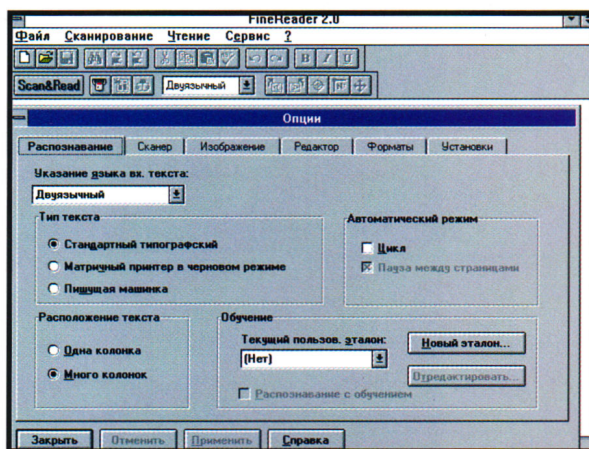 FineReader 2.0
Файл Сканирование Чтение Сервис ?
B I U
Scan&Read Двуязычный
Опции
Распознавание Сканер Изображение Редактор Форматы Установки
Указание языка вх. текста:
Двуязычный
Тип текста
Стандартный типографский
Матричный принтер в черновом режиме
Пишущая машинка
Автоматический режим
Цикл
Пауза между страницами
Расположение текста
Одна колонка
Много колонок
Обучение
Текущий пользов. эталон:
(Нет)
Новый эталон...
Отредактировать...
Распознавание с обучением
Закрыть Отменить Применить Справка